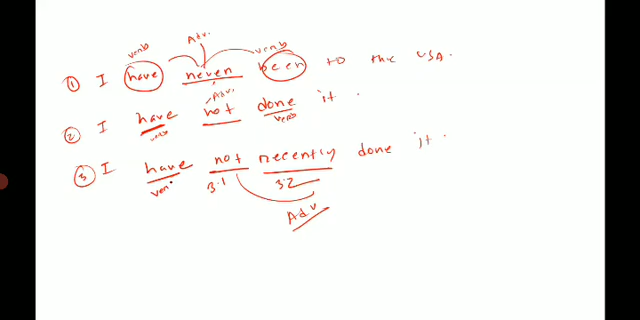 verb Adv. verb
① I have never been to the USA.
Adv.
② I have not done it.
verb verb
③ I have not recently done it.
ver 3.1 3.2
Adv